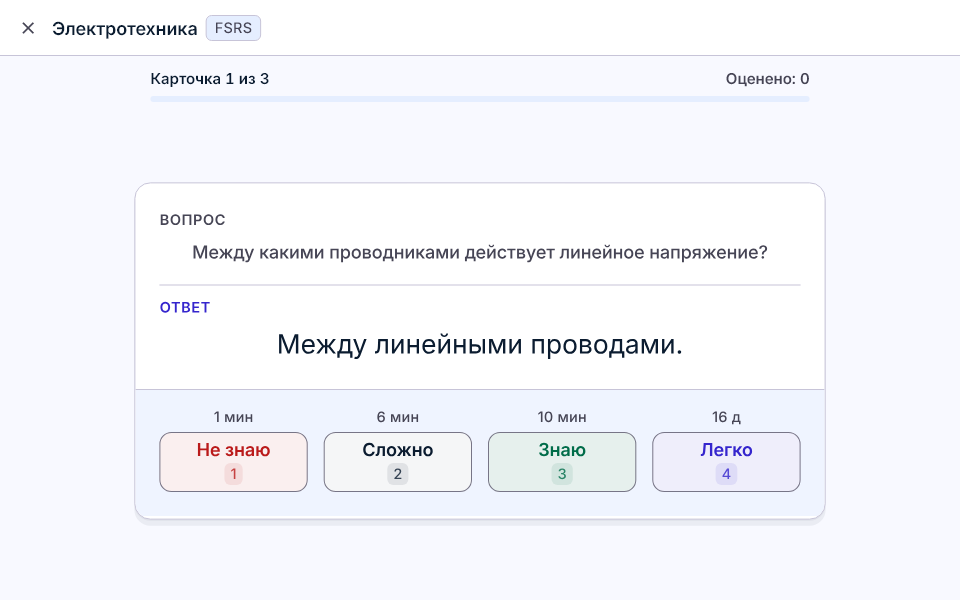 Электротехника FSRS
Карточка 1 из 3 Оценено: 0
ВОПРОС
Между какими проводниками действует линейное напряжение?
ОТВЕТ
Между линейными проводами.
1 мин 6 мин 10 мин 16 д
Не знаю Сложно Знаю Легко
1 2 3 4